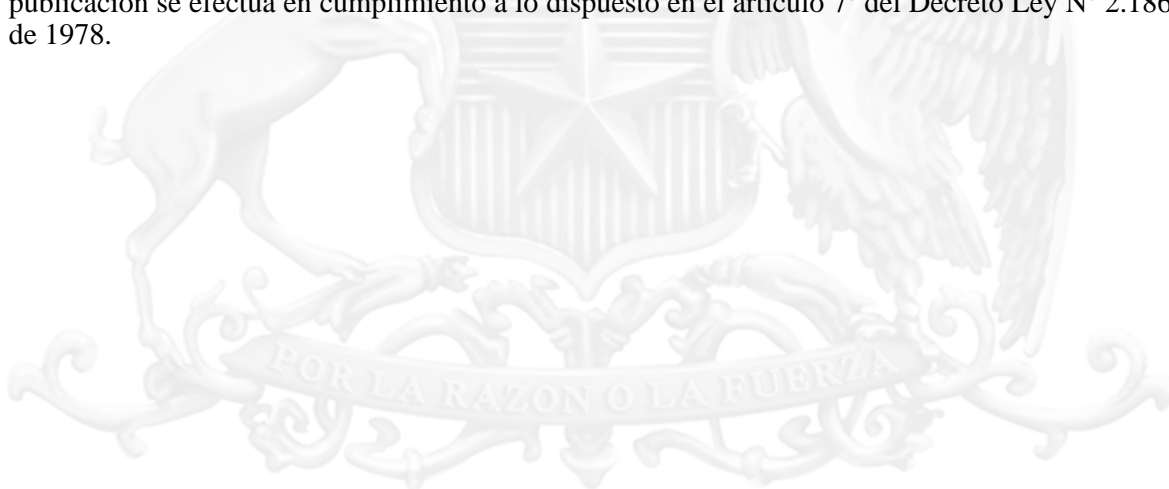 publicación se efectúa en cumplimiento a lo dispuesto en el artículo 7° del Decreto Ley N° 2.186
de 1978.
POR LA RAZON O LA FUERZA